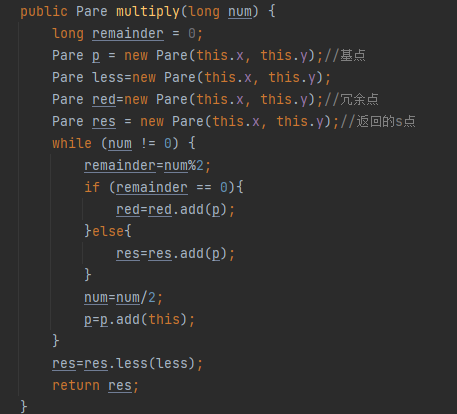 public Pare multiply(long num) {
    long remainder = 0;
    Pare p = new Pare(this.x, this.y);//基点
    Pare less=new Pare(this.x, this.y);
    Pare red=new Pare(this.x, this.y);//冗余点
    Pare res = new Pare(this.x, this.y);//返回的s点
    while (num != 0) {
        remainder=num%2;
        if (remainder == 0){
            red=red.add(p);
        }else{
            res=res.add(p);
        }
        num=num/2;
        p=p.add(this);
    }
    res=res.less(less);
    return res;
}